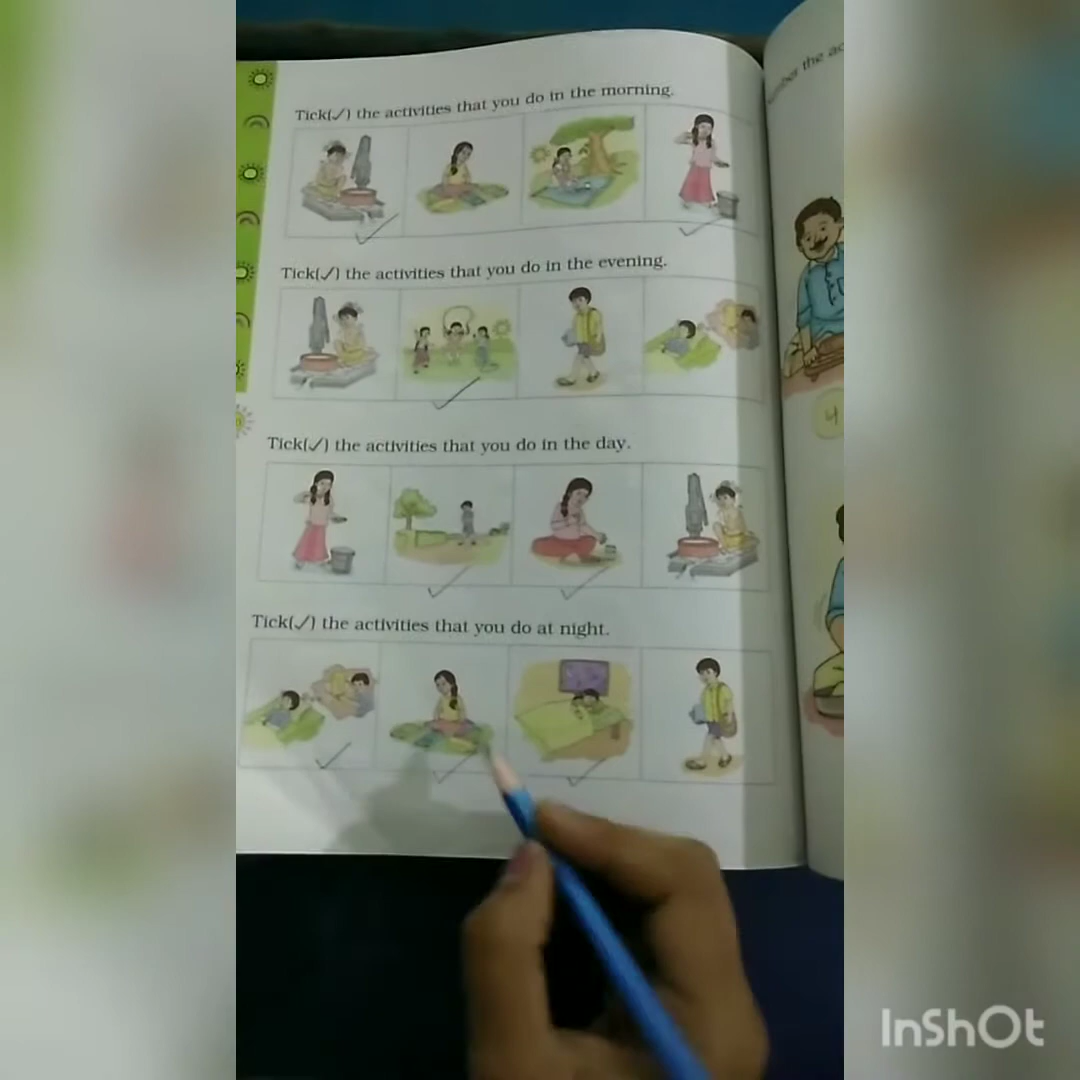 Tick(✓) the activities that you do in the morning.
Tick(✓) the activities that you do in the evening.
Tick(✓) the activities that you do in the day.
Tick(✓) the activities that you do at night.
the
InShOt